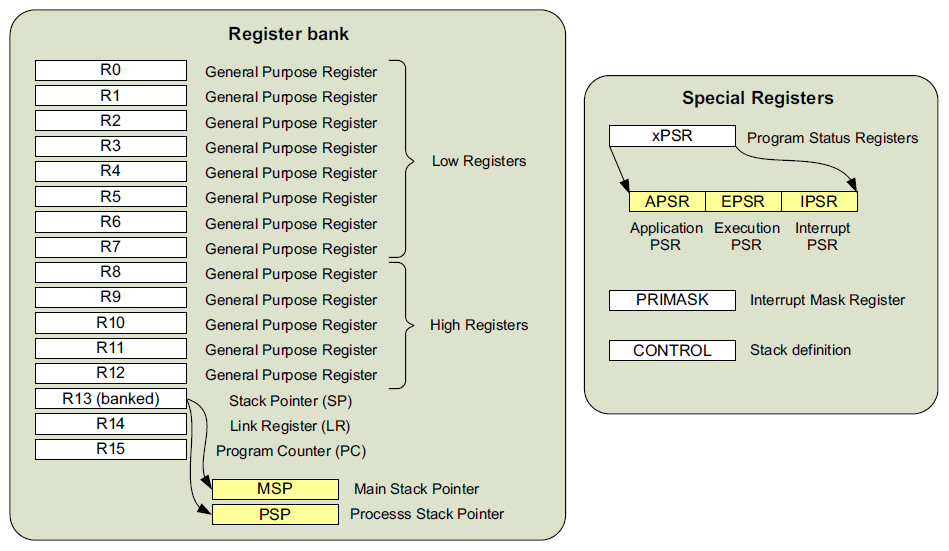 Register bank
R0 General Purpose Register
R1 General Purpose Register
R2 General Purpose Register
R3 General Purpose Register
R4 General Purpose Register
R5 General Purpose Register
R6 General Purpose Register
R7 General Purpose Register
Low Registers
R8 General Purpose Register
R9 General Purpose Register
R10 General Purpose Register
R11 General Purpose Register
R12 General Purpose Register
High Registers
R13 (banked) Stack Pointer (SP)
R14 Link Register (LR)
R15 Program Counter (PC)
MSP Main Stack Pointer
PSP Processs Stack Pointer
Special Registers
xPSR Program Status Registers
APSR EPSR IPSR
Application PSR
Execution PSR
Interrupt PSR
PRIMASK Interrupt Mask Register
CONTROL Stack definition